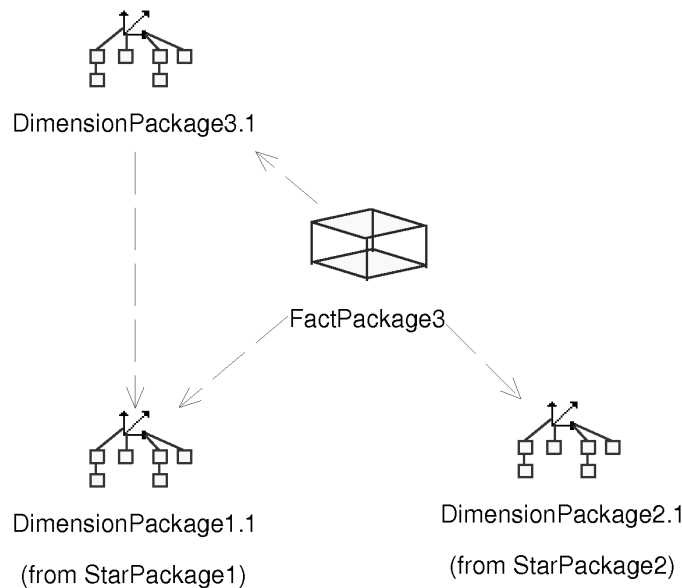 DimensionPackage3.1
FactPackage3
DimensionPackage1.1
(from StarPackage1)
DimensionPackage2.1
(from StarPackage2)